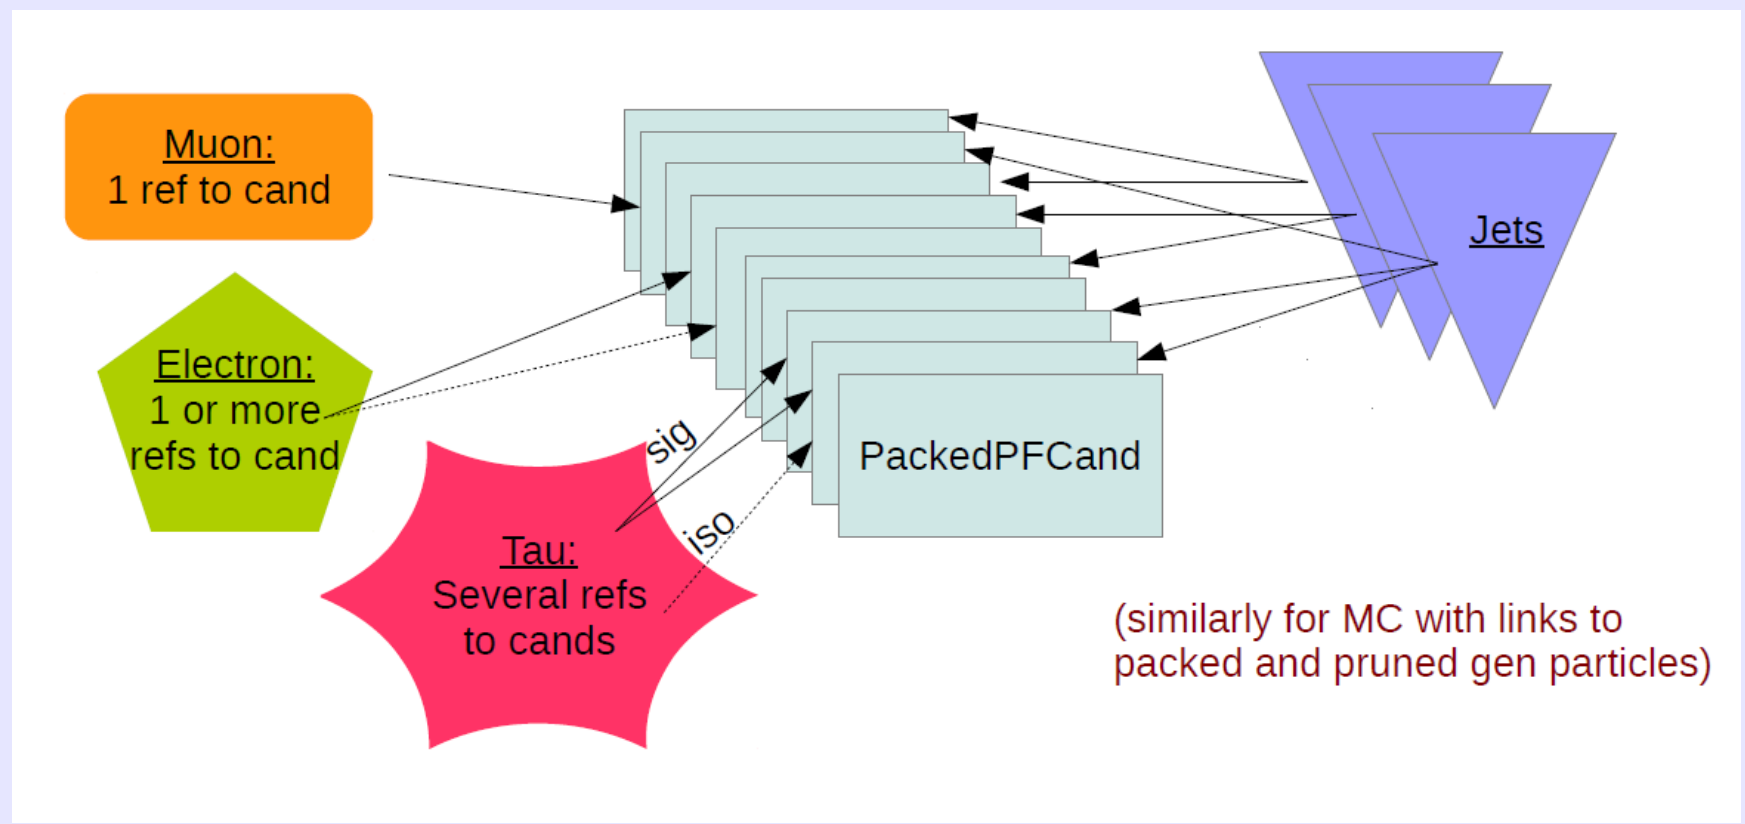 Muon:
1 ref to cand
Electron:
1 or more
refs to cand
sig
iso
Tau:
Several refs
to cands
PackedPFCand
Jets
(similarly for MC with links to
packed and pruned gen particles)